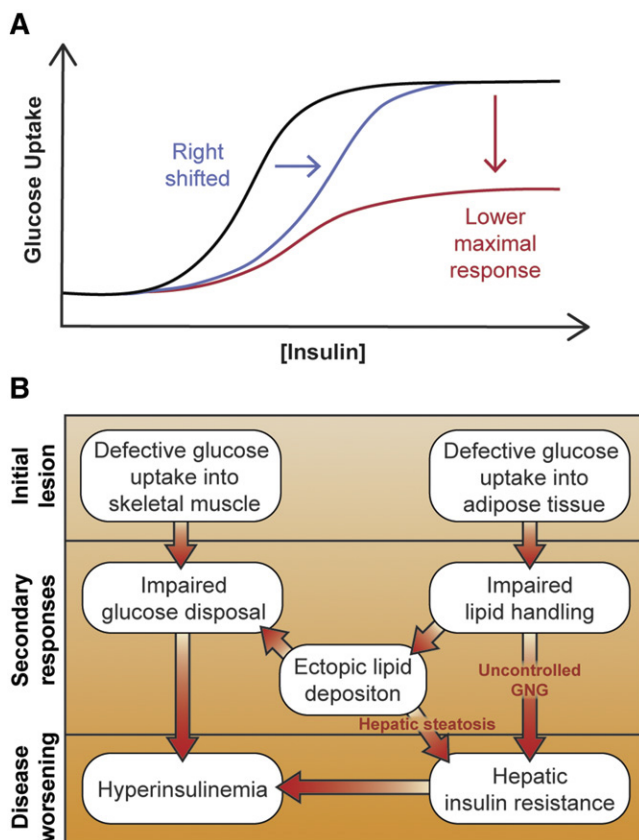 A
Glucose Uptake
Right
shifted
Lower
maximal
response
[Insulin]
B
Initial
lesion
Defective glucose
uptake into
skeletal muscle
Defective glucose
uptake into
adipose tissue
Secondary
responses
Impaired
glucose disposal
Impaired
lipid handling
Ectopic lipid
depositon
Uncontrolled
GNG
Hepatic steatosis
Disease
worsening
Hyperinsulinemia
Hepatic
insulin resistance